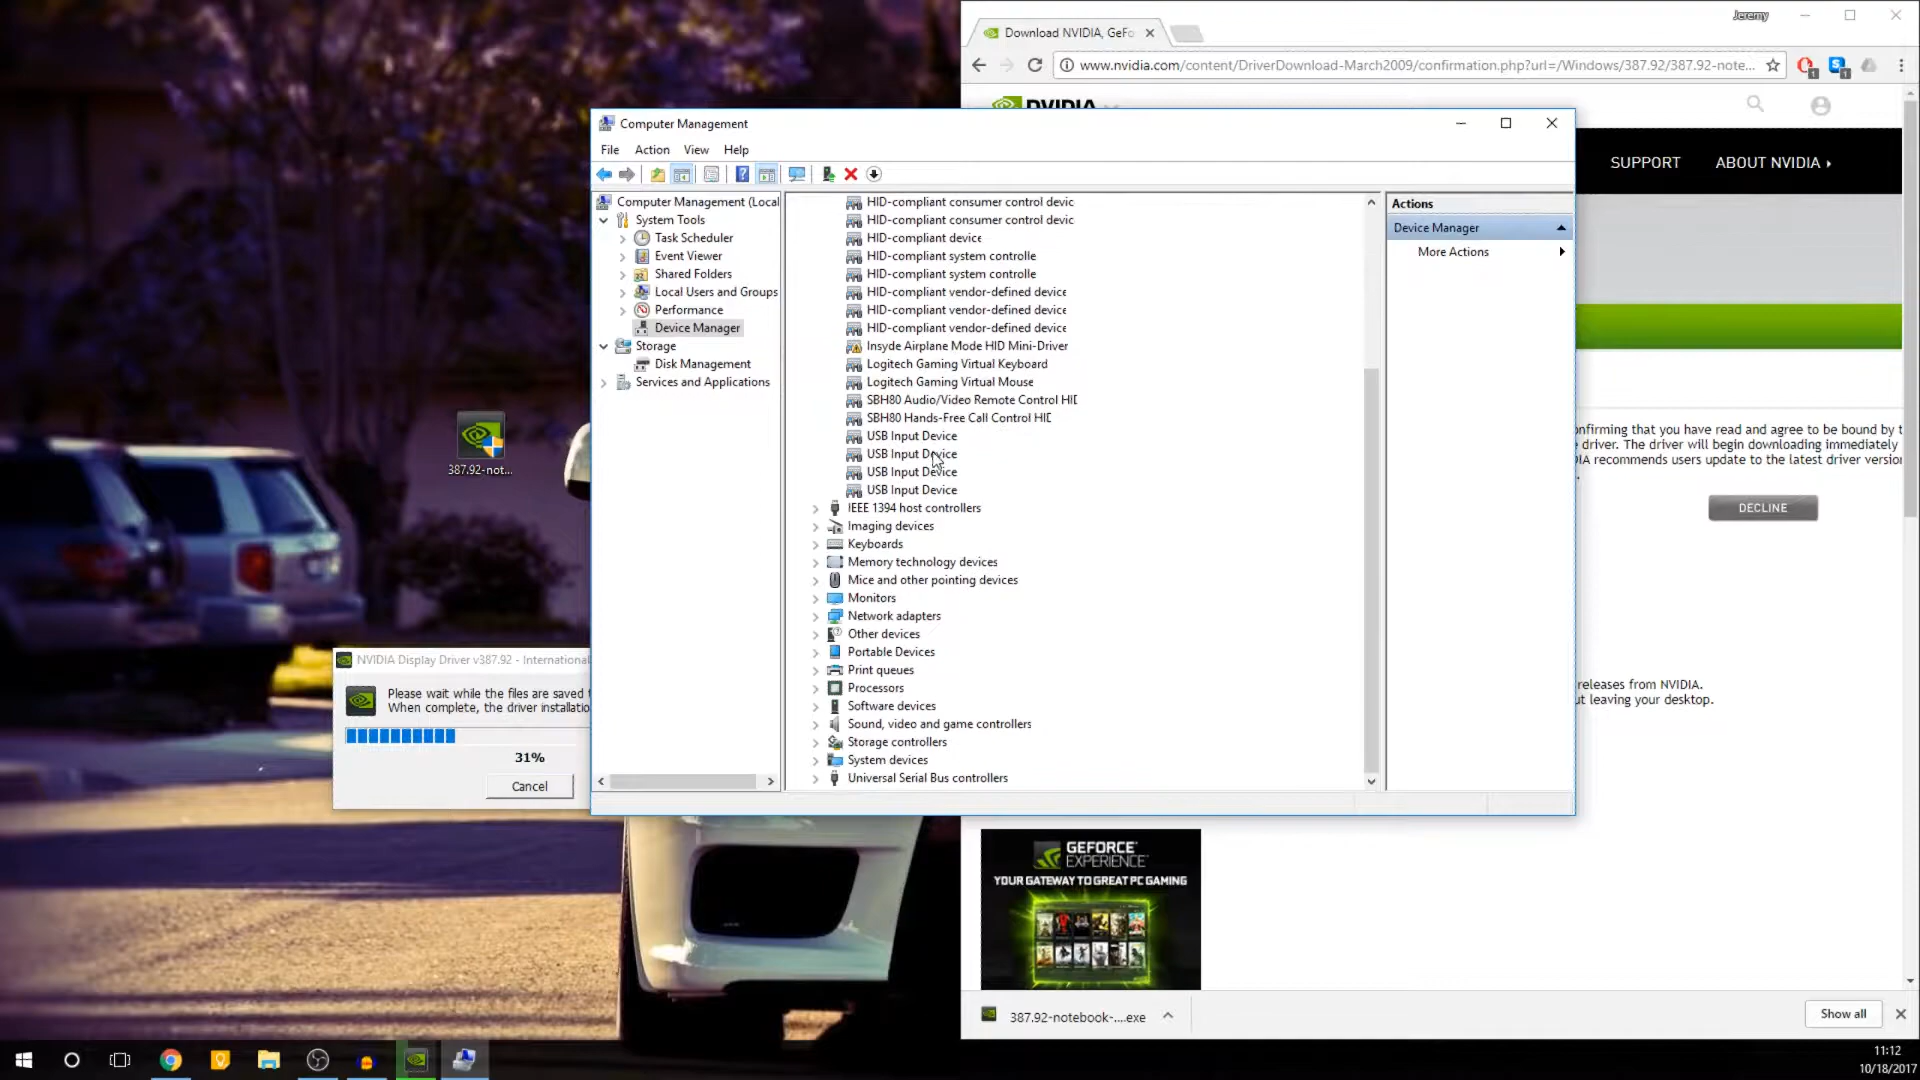 Jeremy
Download NVIDIA, GeFo
www.nvidia.com/content/DriverDownload-March2009/confirmation.php?url=/Windows/387.92/387.92-note...
NVIDIA
SUPPORT
ABOUT NVIDIA
Computer Management
File
Action
View
Help
Computer Management (Local
System Tools
Task Scheduler
Event Viewer
Shared Folders
Local Users and Groups
Performance
Device Manager
Storage
Disk Management
Services and Applications
HID-compliant consumer control devic
HID-compliant consumer control devic
HID-compliant device
HID-compliant system controlle
HID-compliant system controlle
HID-compliant vendor-defined device
HID-compliant vendor-defined device
HID-compliant vendor-defined device
Insyde Airplane Mode HID Mini-Driver
Logitech Gaming Virtual Keyboard
Logitech Gaming Virtual Mouse
SBH80 Audio/Video Remote Control HID
SBH80 Hands-Free Call Control HID
USB Input Device
USB Input Device
USB Input Device
USB Input Device
IEEE 1394 host controllers
Imaging devices
Keyboards
Memory technology devices
Mice and other pointing devices
Monitors
Network adapters
Other devices
Portable Devices
Print queues
Processors
Software devices
Sound, video and game controllers
Storage controllers
System devices
Universal Serial Bus controllers
Actions
Device Manager
More Actions
387.92-not...
NVIDIA Display Driver v387.92 - International
Please wait while the files are saved
When complete, the driver installatio
31%
Cancel
nfirming that you have read and agree to be bound by t
driver. The driver will begin downloading immediately
IA recommends users update to the latest driver version
DECLINE
releases from NVIDIA.
ut leaving your desktop.
GEFORCE
EXPERIENCE
YOUR GATEWAY TO GREAT PC GAMING
387.92-notebook-....exe
Show all
11:12
10/18/2017